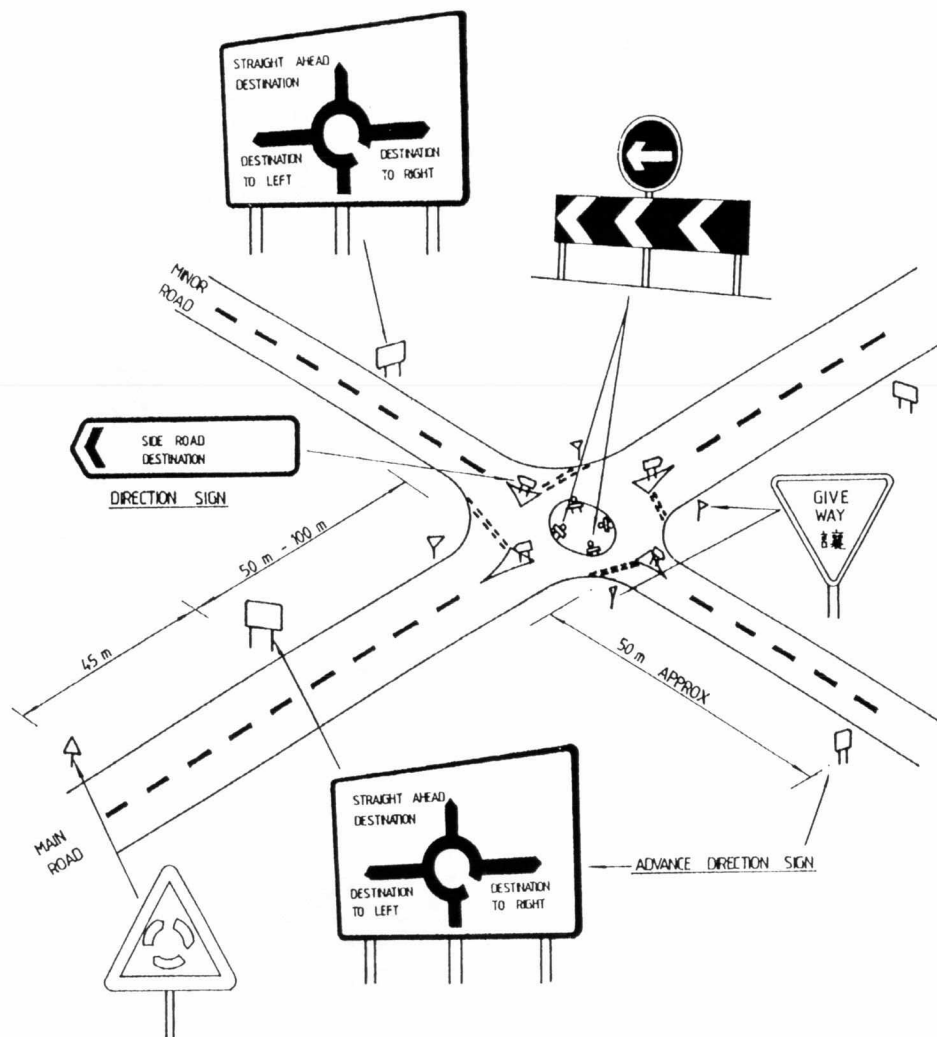 STRAIGHT AHEAD
DESTINATION
DESTINATION
TO LEFT
DESTINATION
TO RIGHT
MINOR
ROAD
SIDE ROAD
DESTINATION
DIRECTION SIGN
GIVE
WAY
讓
50 m - 100 m
45 m
50 m APPROX
MAIN
ROAD
STRAIGHT AHEAD
DESTINATION
DESTINATION
TO LEFT
DESTINATION
TO RIGHT
ADVANCE DIRECTION SIGN